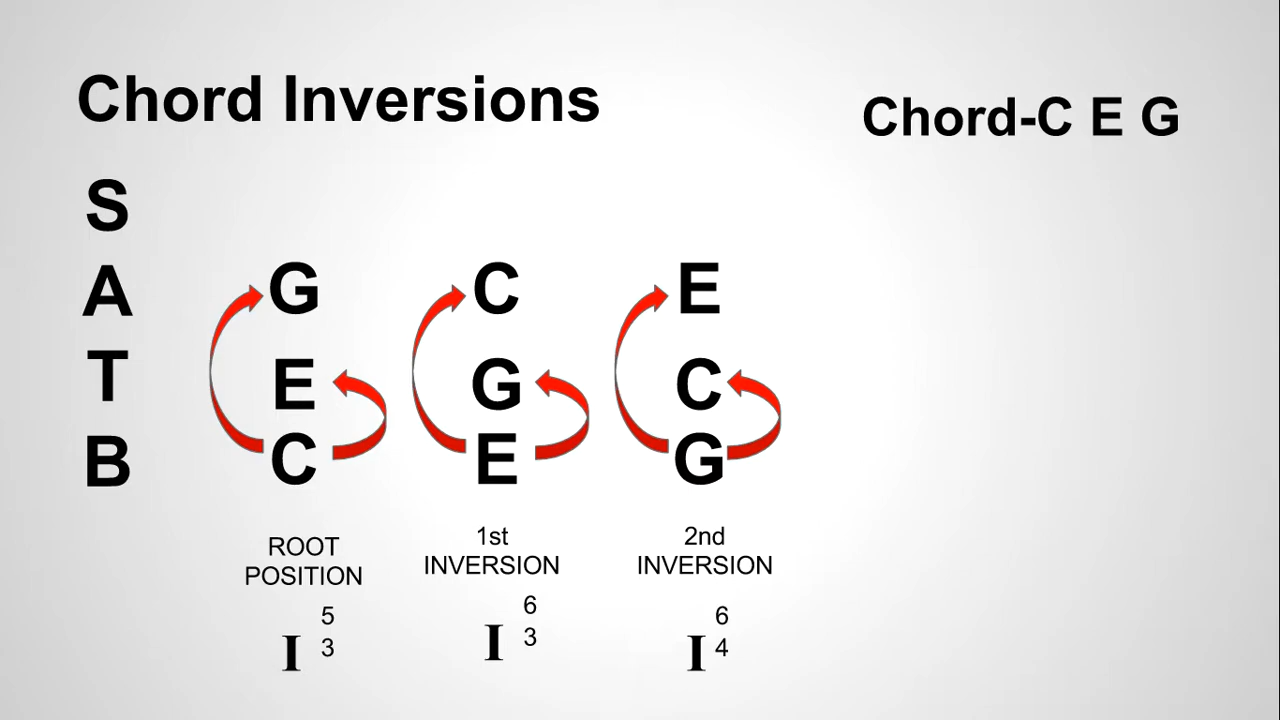 Chord Inversions
Chord-C E G
S
A G C E
T E G C
B C E G
ROOT POSITION
1st INVERSION
2nd INVERSION
I 5 3
I 6 3
I 6 4